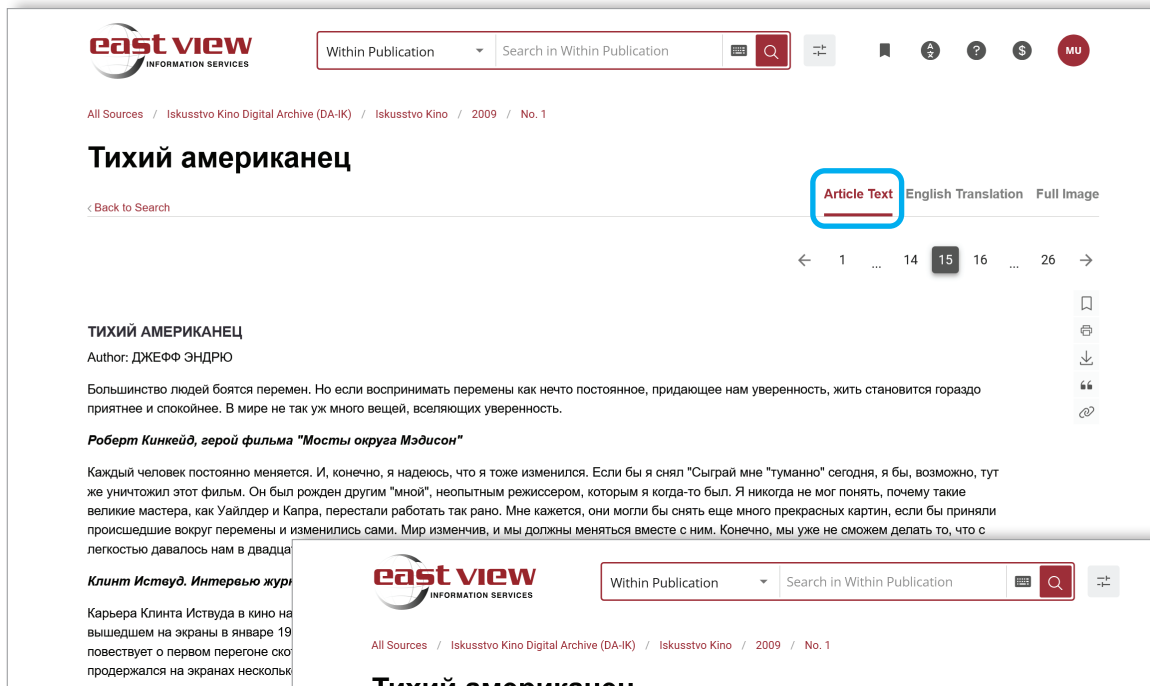 east view
INFORMATION SERVICES
Within Publication
Search in Within Publication
MU
All Sources / Iskusstvo Kino Digital Archive (DA-IK) / Iskusstvo Kino / 2009 / No. 1
Тихий американец
Article Text English Translation Full Image
< Back to Search
← 1 ... 14 15 16 ... 26 →
ТИХИЙ АМЕРИКАНЕЦ
Author: ДЖЕФФ ЭНДРЮ
Большинство людей боятся перемен. Но если воспринимать перемены как нечто постоянное, придающее нам уверенность, жить становится гораздо
приятнее и спокойнее. В мире не так уж много вещей, вселяющих уверенность.
Роберт Кинкейд, герой фильма "Мосты округа Мэдисон"
Каждый человек постоянно меняется. И, конечно, я надеюсь, что я тоже изменился. Если бы я снял "Сыграй мне "туманно" сегодня, я бы, возможно, тут
же уничтожил этот фильм. Он был рожден другим "мной", неопытным режиссером, которым я когда-то был. Я никогда не мог понять, почему такие
великие мастера, как Уайлдер и Капра, перестали работать так рано. Мне кажется, они могли бы снять еще много прекрасных картин, если бы приняли
происшедшие вокруг перемены и изменились сами. Мир изменчив, и мы должны меняться вместе с ним. Конечно, мы уже не сможем делать то, что с
легкостью давалось нам в двадца
Клинт Иствуд. Интервью жур
Карьера Клинта Иствуда в кино на
вышедшем на экраны в январе 19
повествует о первом перегоне ско
продержался на экранах нескольк
east view
INFORMATION SERVICES
Within Publication
Search in Within Publication
All Sources / Iskusstvo Kino Digital Archive (DA-IK) / Iskusstvo Kino / 2009 / No. 1
Тихий американец